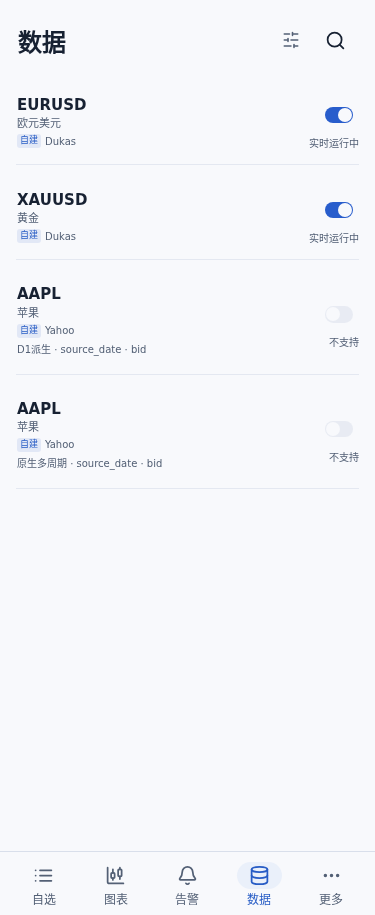 数据
EURUSD
欧元美元
自建 Dukas
实时运行中
XAUUSD
黄金
自建 Dukas
实时运行中
AAPL
苹果
自建 Yahoo
D1派生 · source_date · bid
不支持
AAPL
苹果
自建 Yahoo
原生多周期 · source_date · bid
不支持
自选 图表 告警 数据 更多